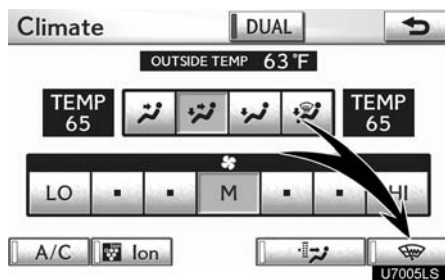 Climate DUAL
OUTSIDE TEMP 63°F
TEMP 65 TEMP 65
LO M HI
A/C Ion
U7005LS